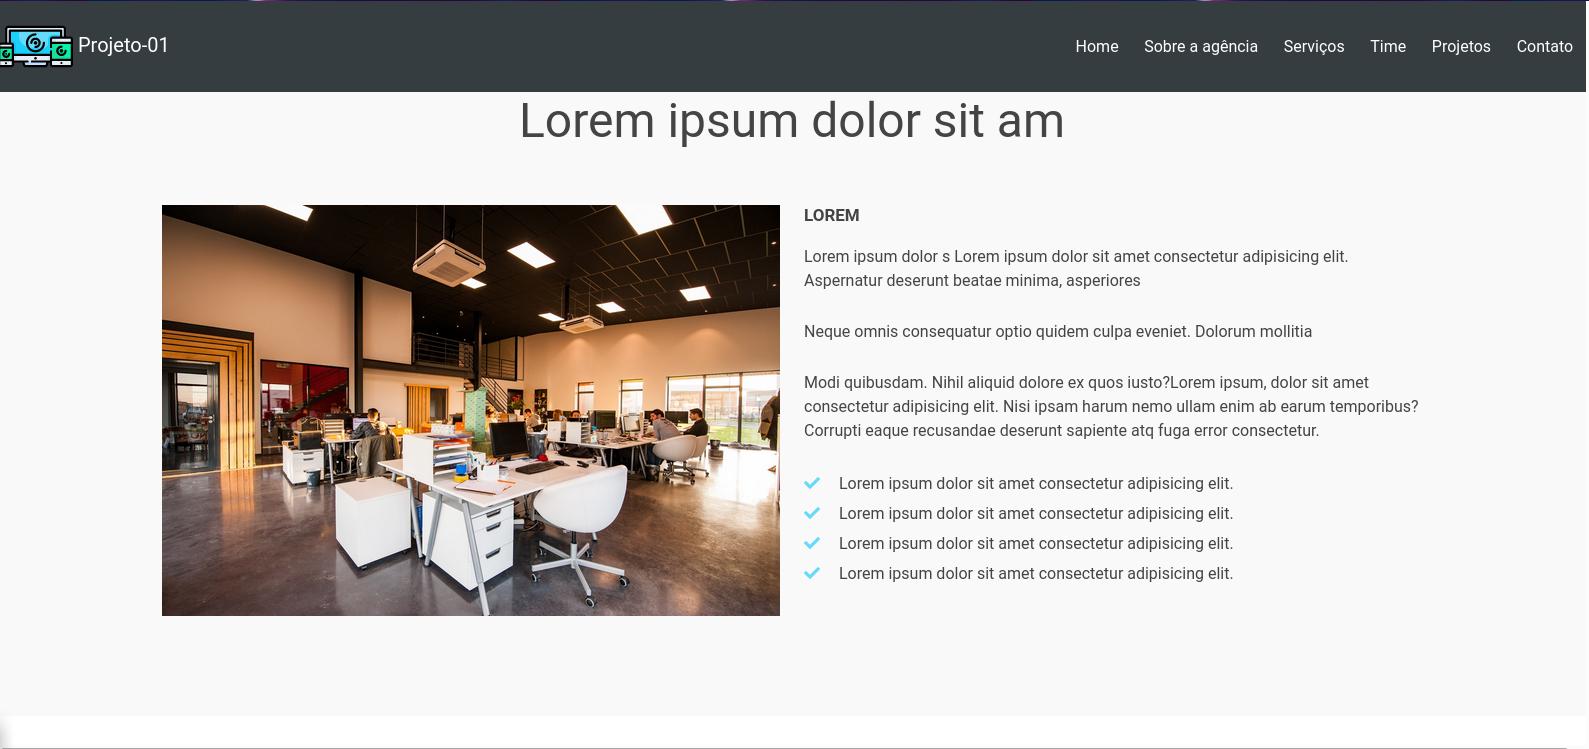 Projeto-01
Home Sobre a agência Serviços Time Projetos Contato
Lorem ipsum dolor sit am
LOREM
Lorem ipsum dolor s Lorem ipsum dolor sit amet consectetur adipisicing elit.
Aspernatur deserunt beatae minima, asperiores
Neque omnis consequatur optio quidem culpa eveniet. Dolorum mollitia
Modi quibusdam. Nihil aliquid dolore ex quos iusto?Lorem ipsum, dolor sit amet
consectetur adipisicing elit. Nisi ipsam harum nemo ullam enim ab earum temporibus?
Corrupti eaque recusandae deserunt sapiente atq fuga error consectetur.
Lorem ipsum dolor sit amet consectetur adipisicing elit.
Lorem ipsum dolor sit amet consectetur adipisicing elit.
Lorem ipsum dolor sit amet consectetur adipisicing elit.
Lorem ipsum dolor sit amet consectetur adipisicing elit.